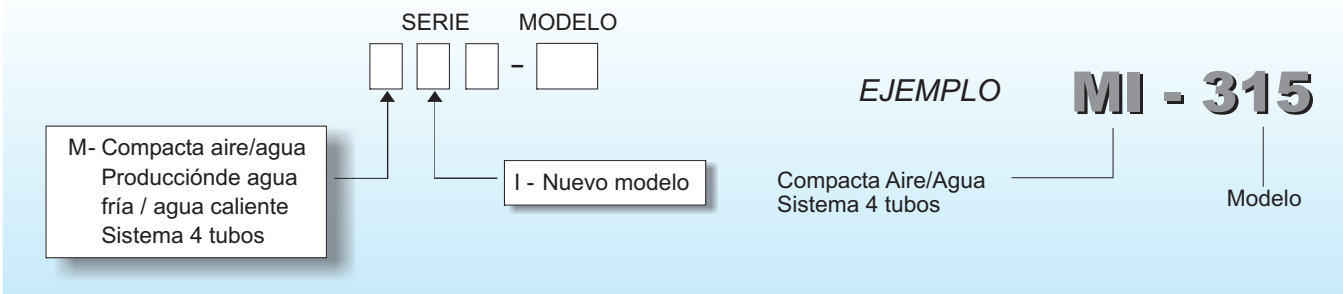 SERIE MODELO
-
EJEMPLO MI - 315
M- Compacta aire/agua
Producciónde agua
fría / agua caliente
Sistema 4 tubos
I - Nuevo modelo
Compacta Aire/Agua
Sistema 4 tubos
Modelo